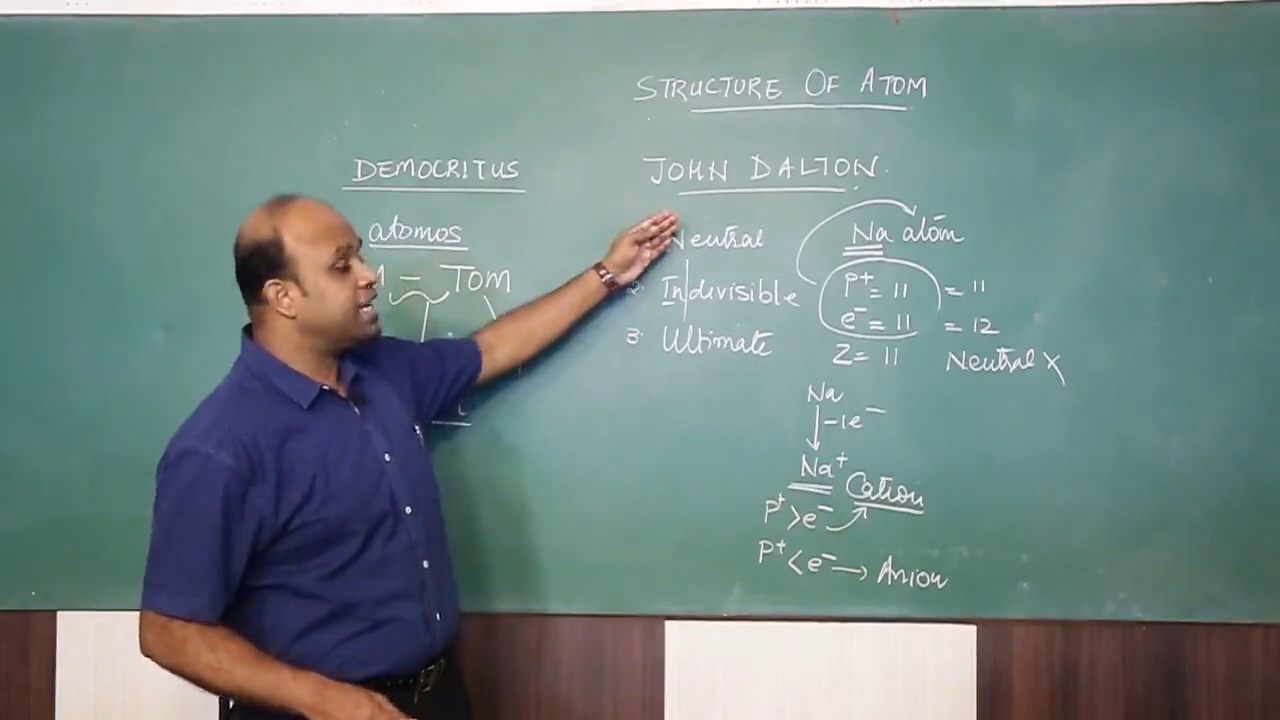 STRUCTURE OF ATOM
DEMOCRITUS
atomos
- TOM
JOHN DALTON.
Neutral
2. Indivisible
3. Ultimate
Na atom
P+ = 11 = 11
e- = 11 = 12
Z = 11 Neutral X
Na
-1e-
Na+ Cation
P+ > e-
P+ < e- → Anion